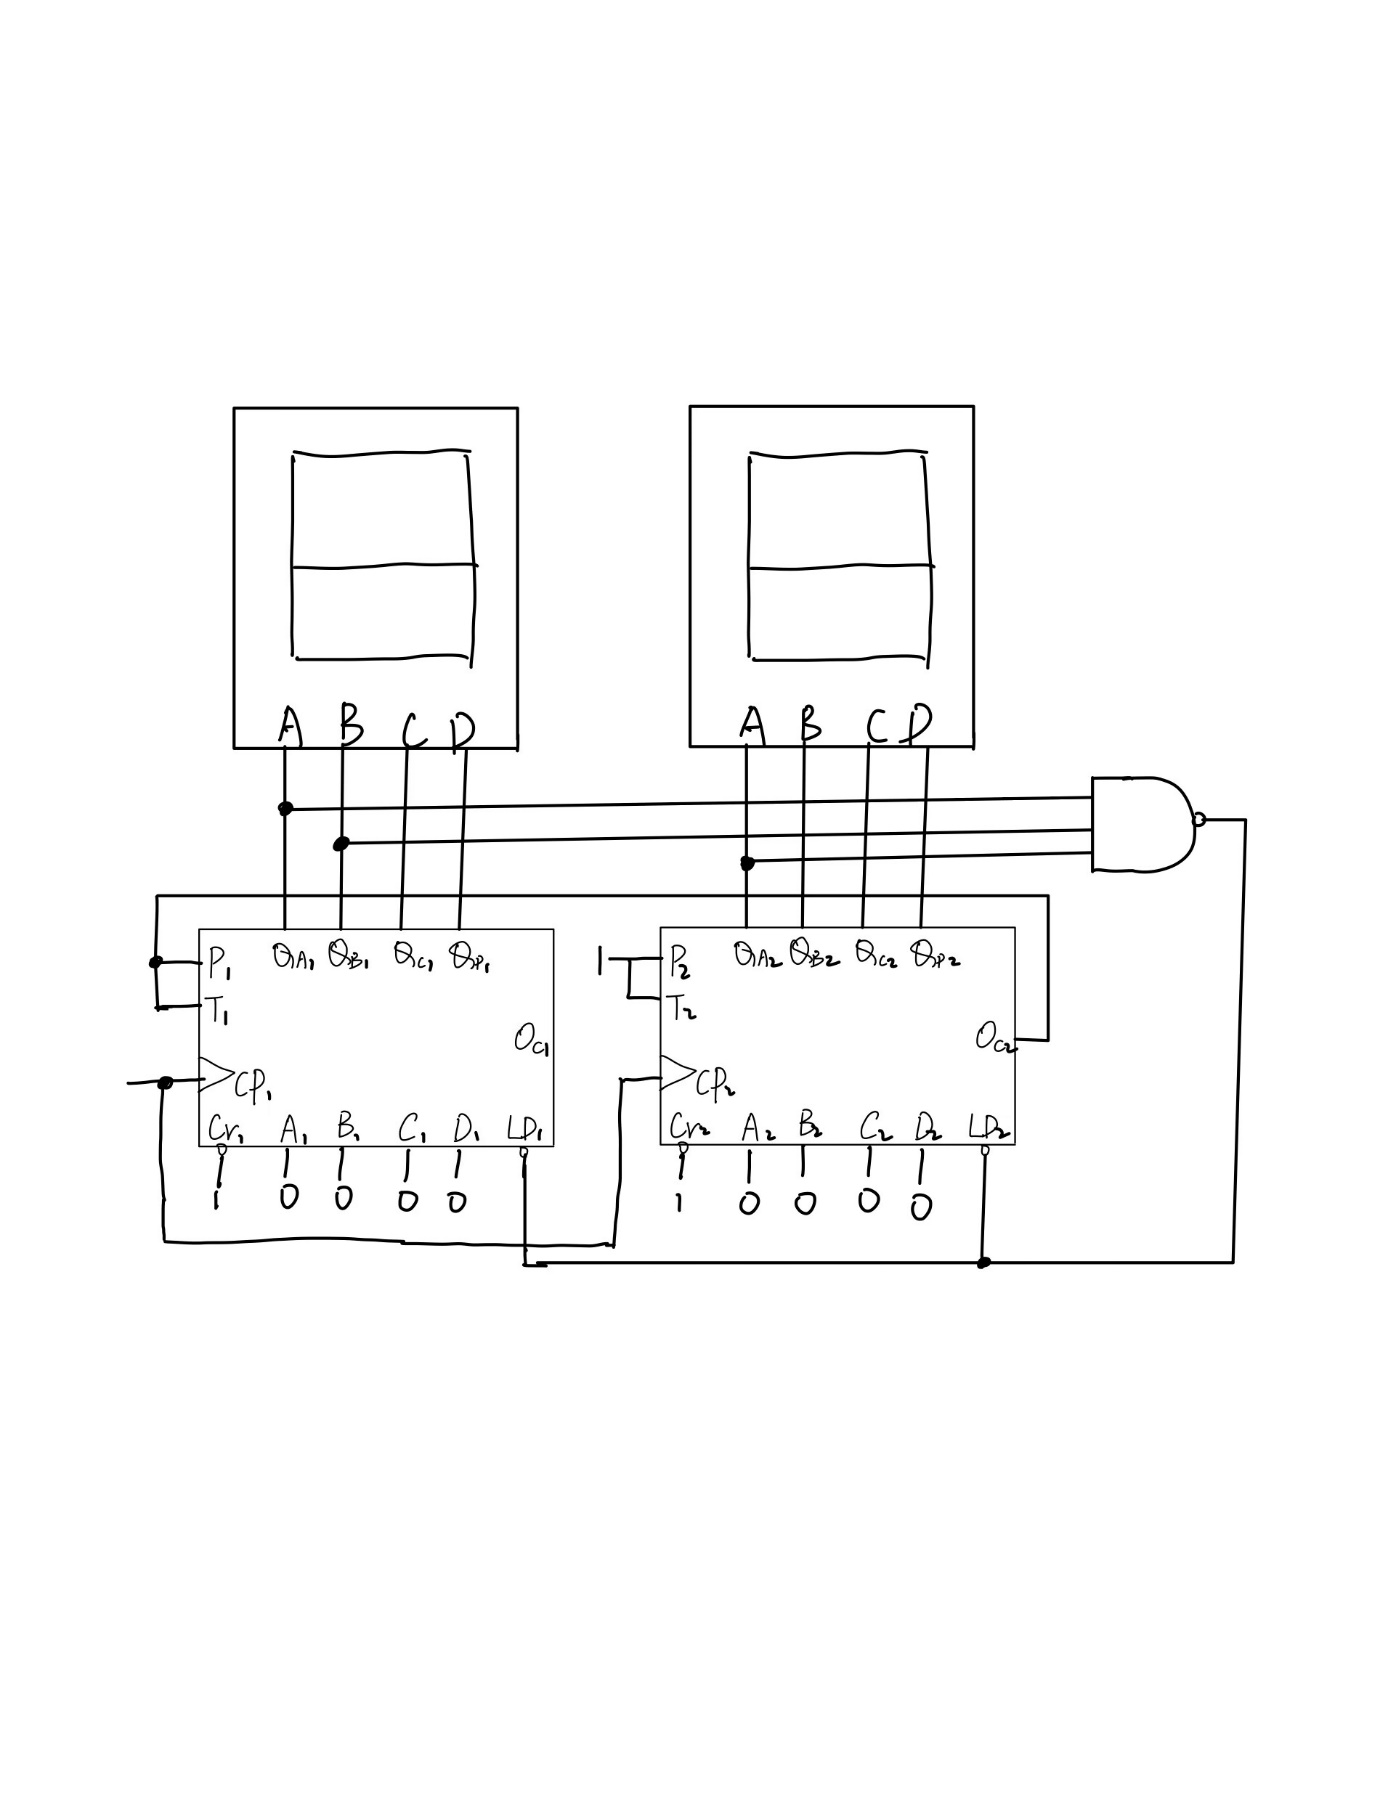 A B C D
A B C D
P₁ QA₁ QB₁ QC₁ QD₁
T₁
OC₁
CP₁
Cr₁ A₁ B₁ C₁ D₁ LD₁
1 0 0 0 0
1 P₂ QA₂ QB₂ QC₂ QD₂
T₂
OC₂
CP₂
Cr₂ A₂ B₂ C₂ D₂ LD₂
1 0 0 0 0